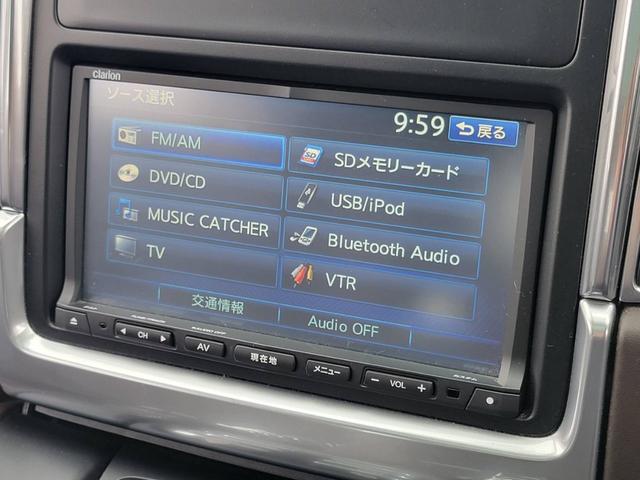 clarion
ソース選択
9:59 戻る
FM/AM
SDメモリーカード
DVD/CD
USB/iPod
MUSIC CATCHER
Bluetooth Audio
TV
VTR
交通情報
Audio OFF
CH
AV
現在地
メニュー
− VOL +